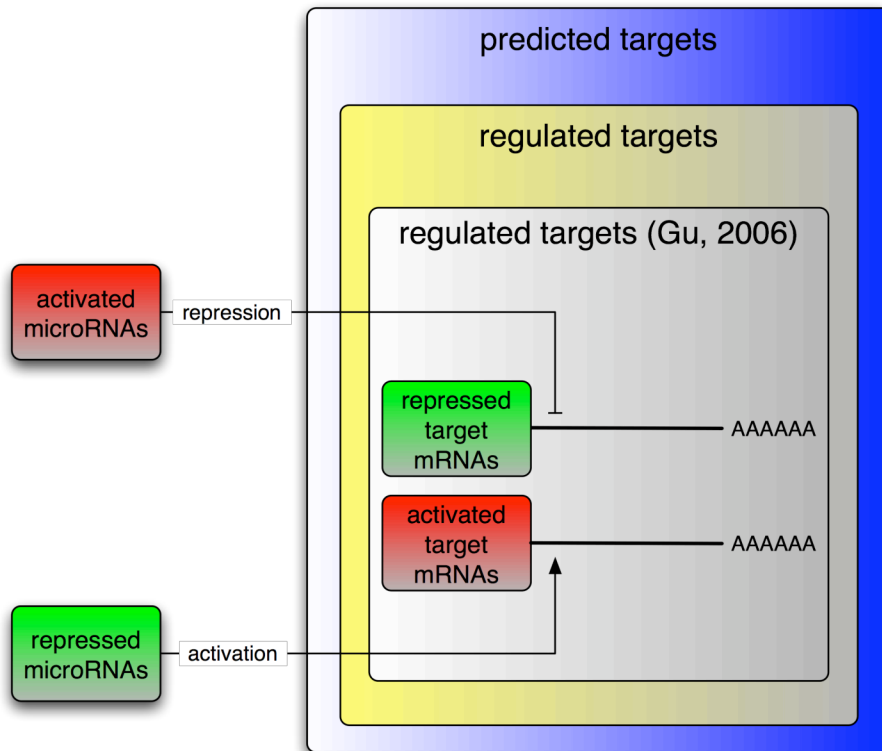 predicted targets
regulated targets
regulated targets (Gu, 2006)
activated
microRNAs
repression
repressed
target
mRNAs
AAAAAA
activated
target
mRNAs
AAAAAA
repressed
microRNAs
activation